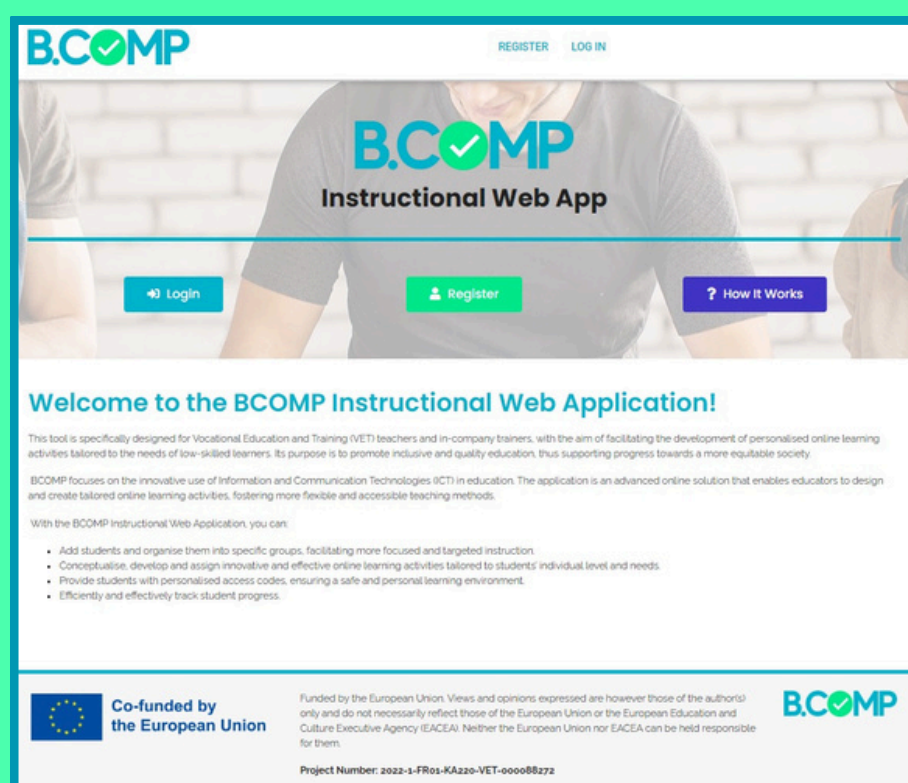 B.COMP
REGISTER LOG IN
B.COMP
Instructional Web App
Login
Register
? How It Works
Welcome to the BCOMP Instructional Web Application!
This tool is specifically designed for Vocational Education and Training (VET) teachers and in-company trainers, with the aim of facilitating the development of personalised online learning
activities tailored to the needs of low-skilled learners. Its purpose is to promote inclusive and quality education, thus supporting progress towards a more equitable society.
BCOMP focuses on the innovative use of Information and Communication Technologies (ICT) in education. The application is an advanced online solution that enables educators to design
and create tailored online learning activities, fostering more flexible and accessible teaching methods.
With the BCOMP Instructional Web Application, you can:
• Add students and organise them into specific groups, facilitating more focused and targeted instruction.
• Conceptualise, develop and assign innovative and effective online learning activities tailored to students' individual level and needs.
• Provide students with personalised access codes, ensuring a safe and personal learning environment.
• Efficiently and effectively track student progress.
Co-funded by
the European Union
Funded by the European Union. Views and opinions expressed are however those of the author(s)
only and do not necessarily reflect those of the European Union or the European Education and
Culture Executive Agency (EACEA). Neither the European Union nor EACEA can be held responsible
for them.
Project Number: 2022-1-FR01-KA220-VET-000088272
B.COMP